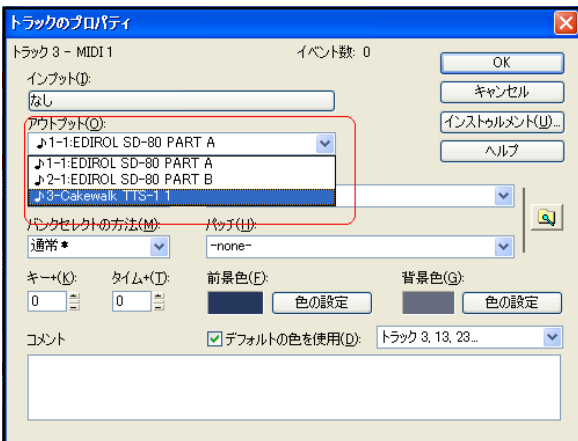 トラックのプロパティ
トラック 3 - MIDI 1
イベント数: 0
OK
インプット(I):
なし
キャンセル
アウトプット(O):
インストゥルメント(U)...
♪1-1:EDIROL SD-80 PART A
ヘルプ
♪1-1:EDIROL SD-80 PART A
♪2-1:EDIROL SD-80 PART B
♪3-Cakewalk TTS-1 1
バンクセレクトの方法(M):
パッチ(H):
通常 *
-none-
キー+(K):
タイム+(T):
前景色(F):
背景色(G):
0
0
色の設定
色の設定
コメント
デフォルトの色を使用(D):
トラック 3, 13, 23...